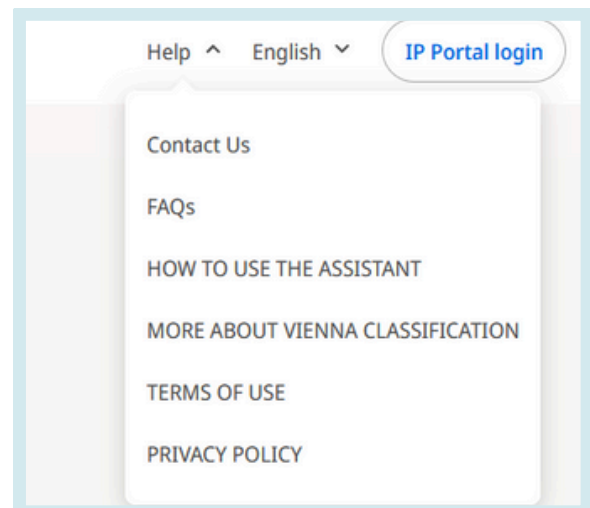 Help English IP Portal login
Contact Us
FAQs
HOW TO USE THE ASSISTANT
MORE ABOUT VIENNA CLASSIFICATION
TERMS OF USE
PRIVACY POLICY